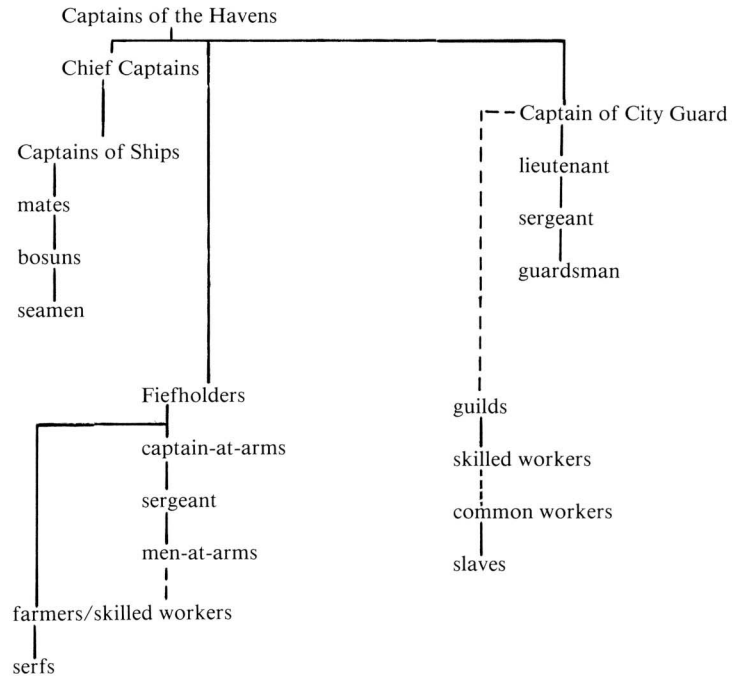 Captains of the Havens
Chief Captains
Captain of City Guard
Captains of Ships
lieutenant
mates
sergeant
bosuns
guardsman
seamen
Fiefholders
guilds
captain-at-arms
skilled workers
sergeant
common workers
men-at-arms
slaves
farmers/skilled workers
serfs